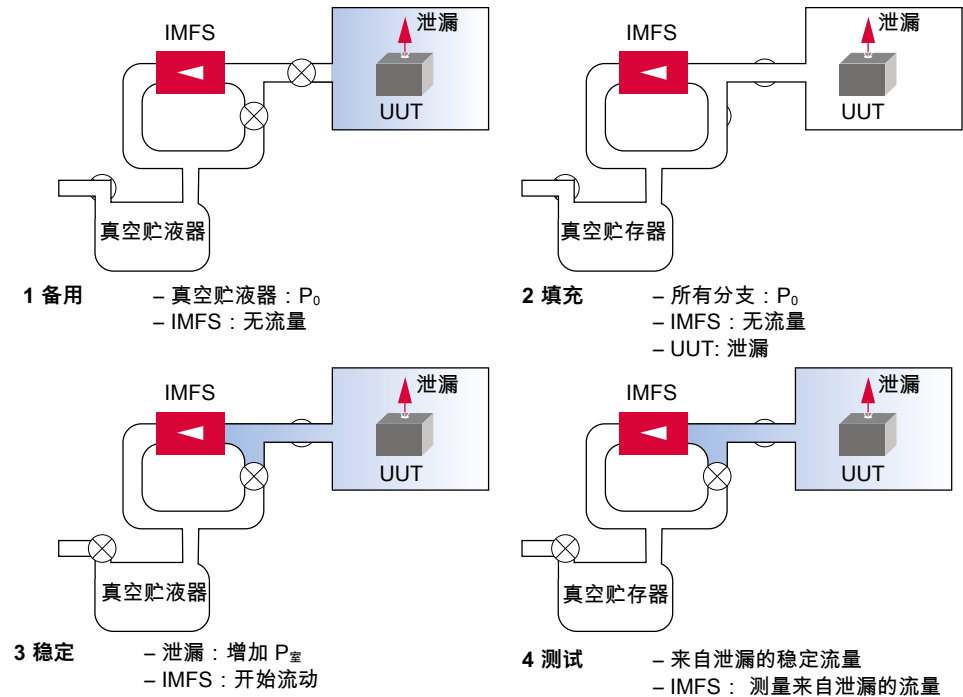 IMFS
泄漏
UUT
真空贮液器
1 备用
– 真空贮液器：P₀
– IMFS：无流量
IMFS
泄漏
UUT
真空贮存器
2 填充
– 所有分支：P₀
– IMFS：无流量
– UUT: 泄漏
IMFS
泄漏
UUT
真空贮液器
3 稳定
– 泄漏：增加 P室
– IMFS：开始流动
IMFS
泄漏
UUT
真空贮存器
4 测试
– 来自泄漏的稳定流量
– IMFS： 测量来自泄漏的流量